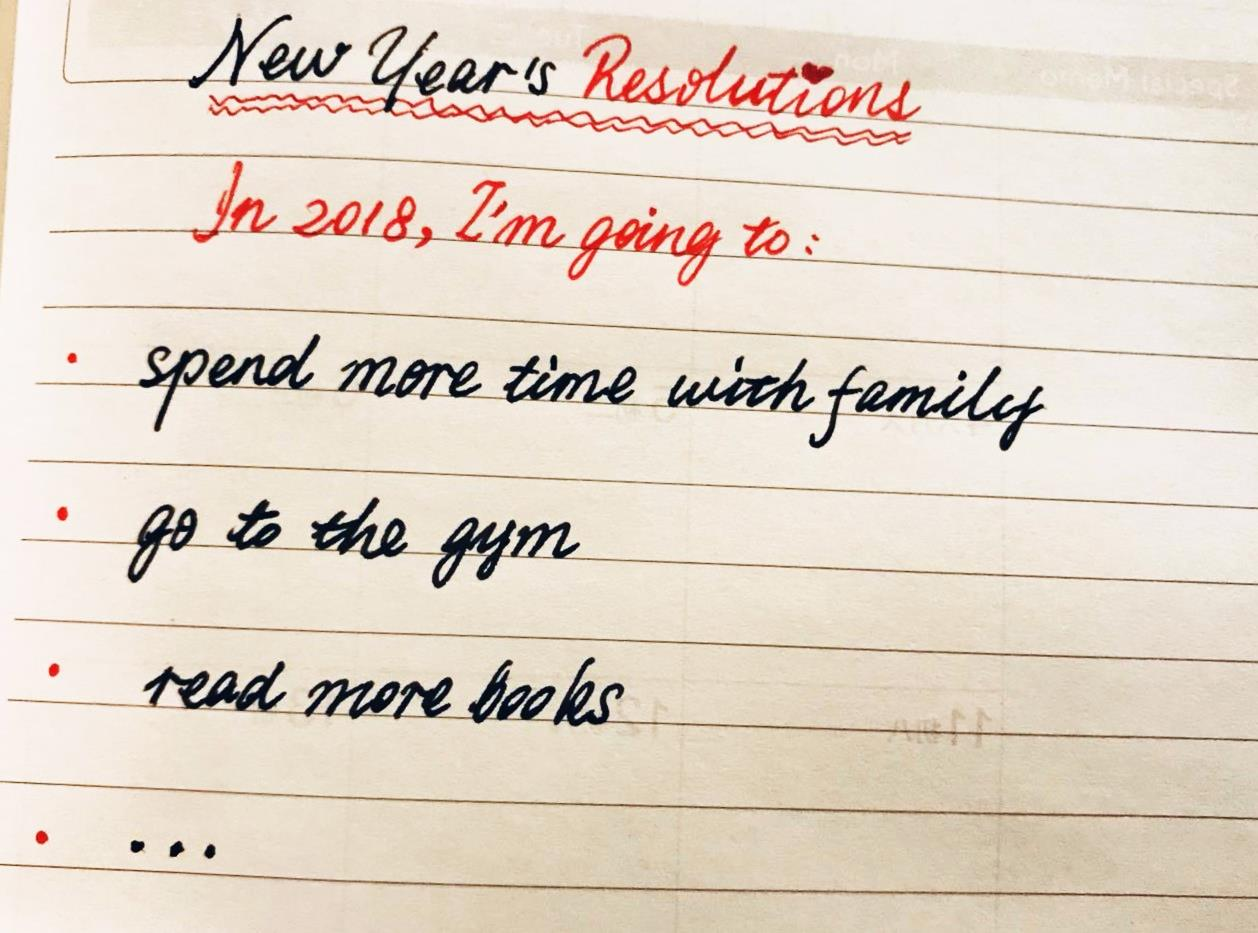 New Year's Resolutions
In 2018, I'm going to:
• spend more time with family
• go to the gym
• read more books
• ...